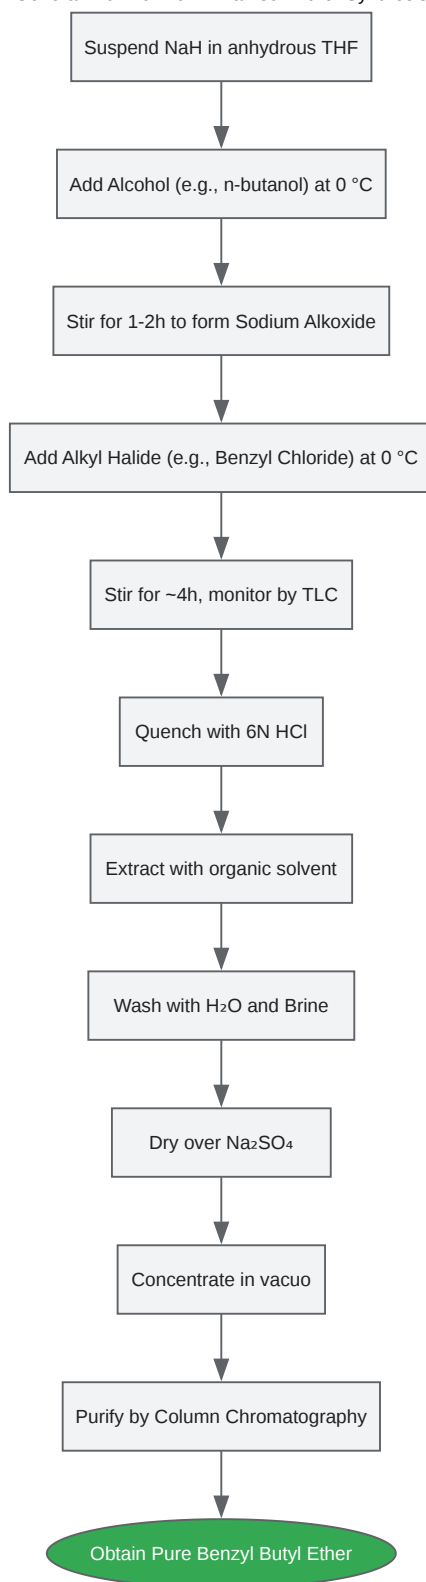 Suspend NaH in anhydrous THF
Add Alcohol (e.g., n-butanol) at 0 °C
Stir for 1-2h to form Sodium Alkoxide
Add Alkyl Halide (e.g., Benzyl Chloride) at 0 °C
Stir for ~4h, monitor by TLC
Quench with 6N HCl
Extract with organic solvent
Wash with H₂O and Brine
Dry over Na₂SO₄
Concentrate in vacuo
Purify by Column Chromatography
Obtain Pure Benzyl Butyl Ether